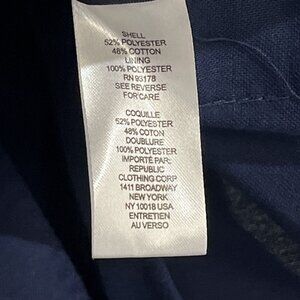 SHELL
52% POLYESTER
48% COTTON
LINING
100% POLYESTER
RN 93178
SEE REVERSE
FOR CARE
COQUILLE
52% POLYESTER
48% COTON
DOUBLURE
100% POLYESTER
IMPORTÉ PAR:
REPUBLIC
CLOTHING CORP
1411 BROADWAY
NEW YORK
NY 10018 USA
ENTRETIEN
AU VERSO